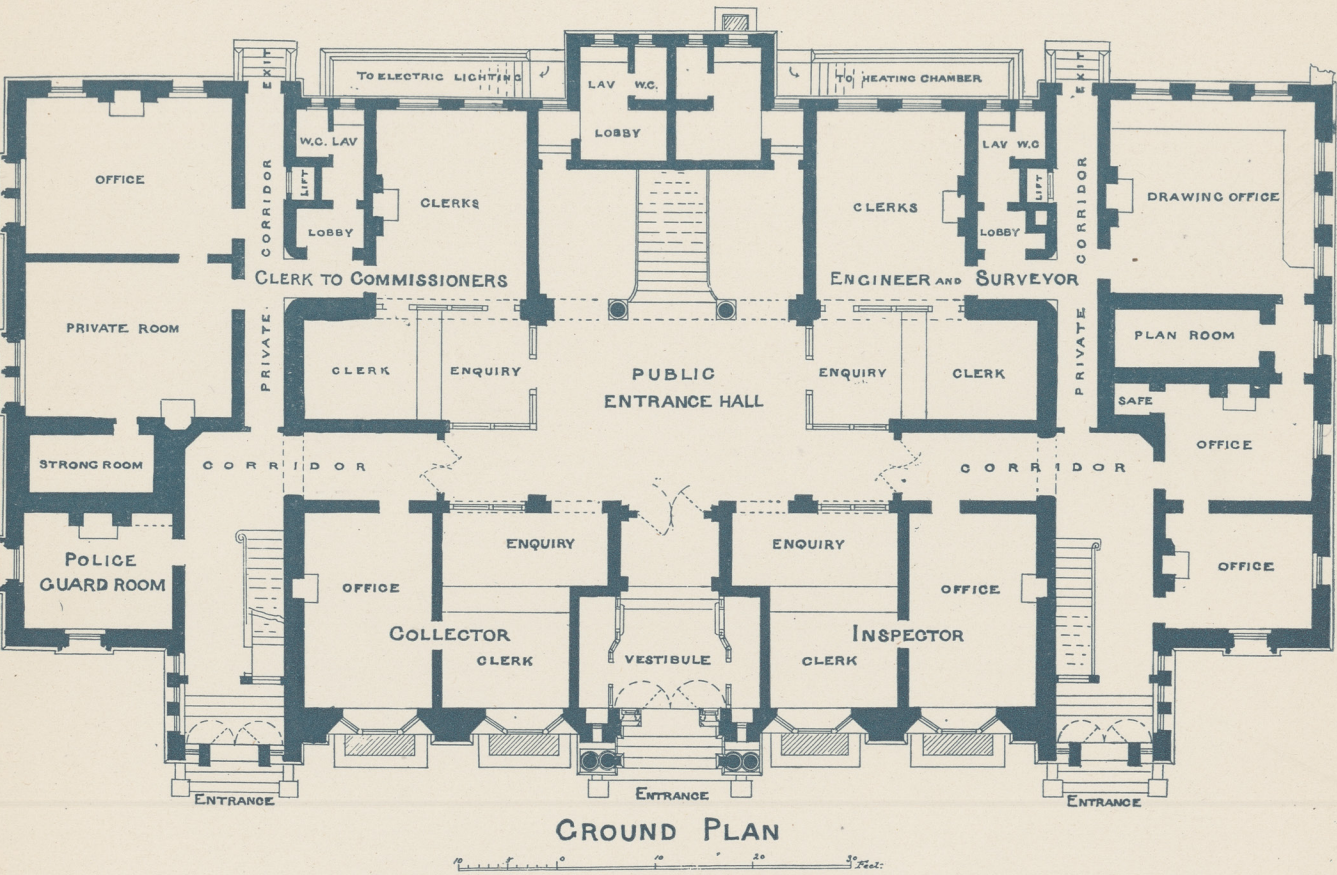 EXIT
EXIT
TO ELECTRIC LIGHTING
TO HEATING CHAMBER
LAV W.C.
LOBBY
W.C. LAV
LIFT
LOBBY
LAV W.C
LIFT
LOBBY
OFFICE
CORRIDOR
CLERKS
CLERKS
CORRIDOR
DRAWING OFFICE
CLERK TO COMMISSIONERS
ENGINEER AND SURVEYOR
PRIVATE ROOM
PRIVATE
PRIVATE
PLAN ROOM
CLERK
ENQUIRY
PUBLIC
ENTRANCE HALL
ENQUIRY
CLERK
SAFE
OFFICE
STRONG ROOM
CORRIDOR
CORRIDOR
POLICE
GUARD ROOM
ENQUIRY
ENQUIRY
OFFICE
OFFICE
OFFICE
COLLECTOR
INSPECTOR
CLERK
VESTIBULE
CLERK
ENTRANCE
ENTRANCE
ENTRANCE
GROUND PLAN
10 5 0 10 20 30 Feet.